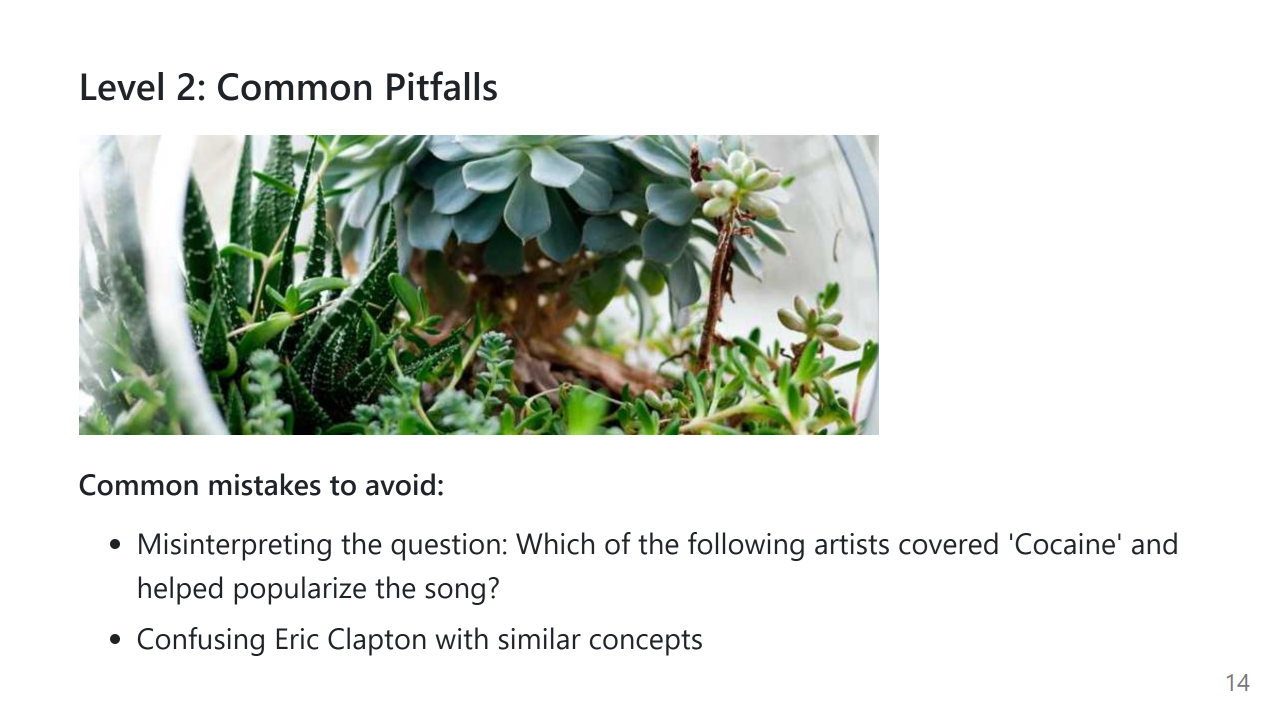 Level 2: Common Pitfalls
Common mistakes to avoid:
Misinterpreting the question: Which of the following artists covered 'Cocaine' and
helped popularize the song?
Confusing Eric Clapton with similar concepts
14